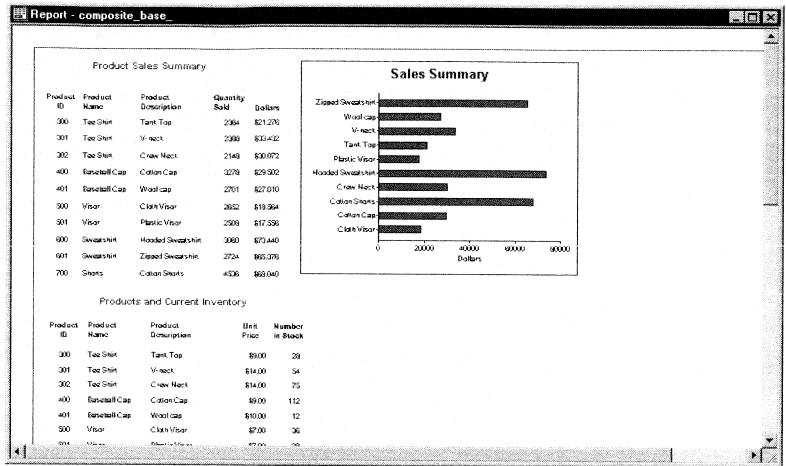 Report - composite_base_
Product Sales Summary
Product ID Product Name Product Description Quantity Sold Dollars
300 Tee Shirt Tank Top 2364 $21,276
301 Tee Shirt V-neck 2388 $33,432
302 Tee Shirt Crew Neck 2148 $30,072
400 Baseball Cap Cotton Cap 3278 $29,502
401 Baseball Cap Wool cap 2701 $27,010
500 Visor Cloth Visor 2652 $18,564
501 Visor Plastic Visor 2508 $17,556
600 Sweatshirt Hooded Sweatshirt 3060 $73,440
601 Sweatshirt Zipped Sweatshirt 2724 $65,376
700 Shorts Cotton Shorts 4536 $68,040
Sales Summary
Zipped Sweatshirt
Wool cap
V-neck
Tank Top
Plastic Visor
Hooded Sweatshirt
Crew Neck
Cotton Shorts
Cotton Cap
Cloth Visor
0 20000 40000 60000 80000
Dollars
Products and Current Inventory
Product ID Product Name Product Description Unit Price Number in Stock
300 Tee Shirt Tank Top $9.00 28
301 Tee Shirt V-neck $14.00 54
302 Tee Shirt Crew Neck $14.00 75
400 Baseball Cap Cotton Cap $9.00 112
401 Baseball Cap Wool cap $10.00 12
500 Visor Cloth Visor $7.00 36